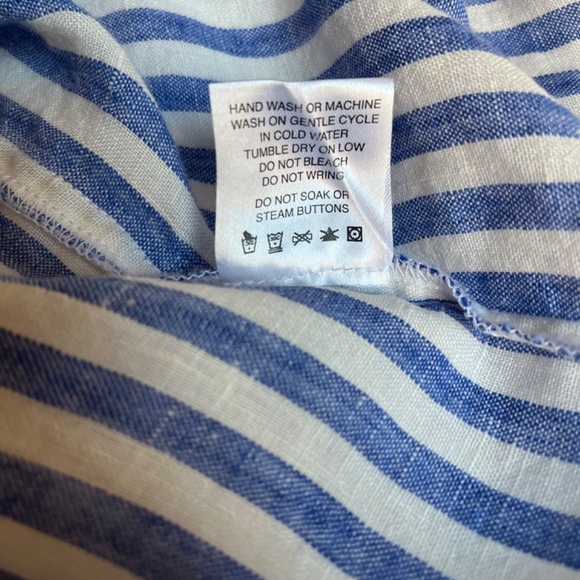 HAND WASH OR MACHINE
WASH ON GENTLE CYCLE
IN COLD WATER
TUMBLE DRY ON LOW
DO NOT BLEACH
DO NOT WRING
DO NOT SOAK OR
STEAM BUTTONS